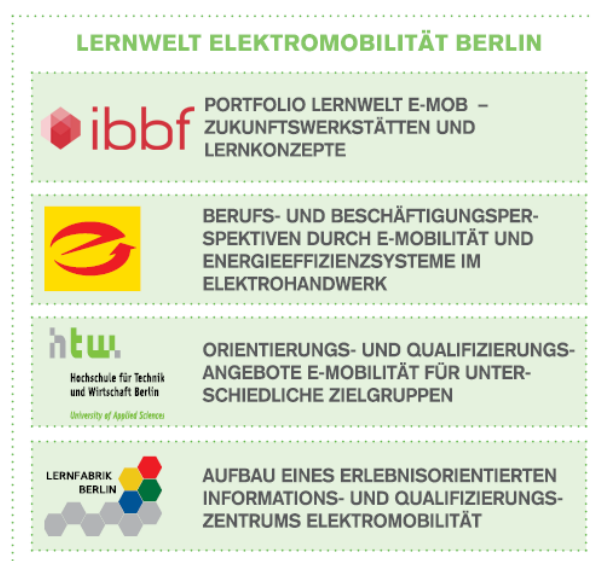 LERNWELT ELEKTROMOBILITÄT BERLIN
ibbf
PORTFOLIO LERNWELT E-MOB –
ZUKUNFTSWERKSTÄTTEN UND
LERNKONZEPTE
BERUFS- UND BESCHÄFTIGUNGSPER-
SPEKTIVEN DURCH E-MOBILITÄT UND
ENERGIEEFFIZIENZSYSTEME IM
ELEKTROHANDWERK
htw.
Hochschule für Technik
und Wirtschaft Berlin
University of Applied Sciences
ORIENTIERUNGS- UND QUALIFIZIERUNGS-
ANGEBOTE E-MOBILITÄT FÜR UNTER-
SCHIEDLICHE ZIELGRUPPEN
LERNFABRIK
BERLIN
AUFBAU EINES ERLEBNISORIENTIERTEN
INFORMATIONS- UND QUALIFIZIERUNGS-
ZENTRUMS ELEKTROMOBILITÄT